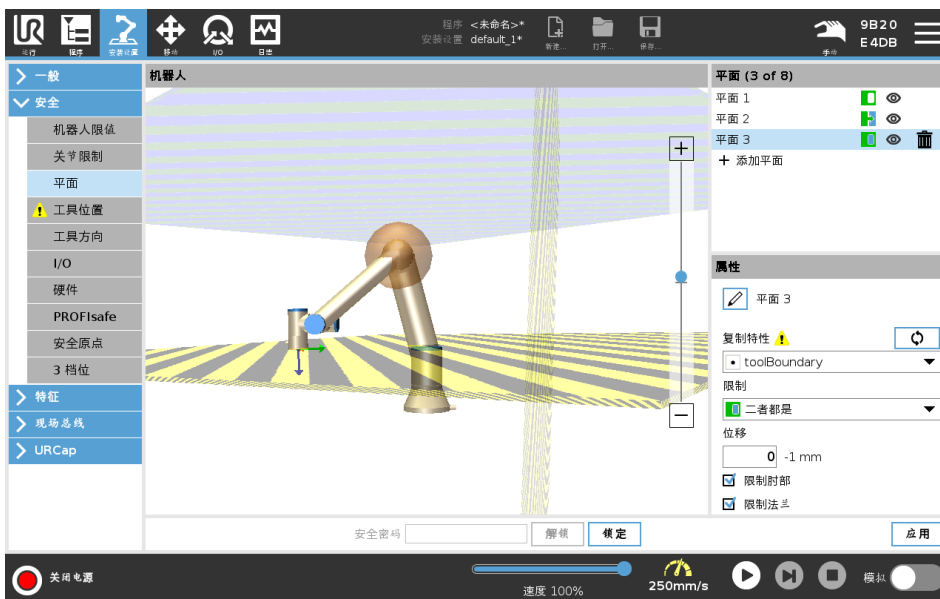 UR
运行
程序
安装设置
移动
I/O
日志
程序 <未命名>*
安装设置 default_1*
新建...
打开...
保存...
手动
9B20
E4DB
一般
安全
机器人限值
关节限制
平面
工具位置
工具方向
I/O
硬件
PROFIsafe
安全原点
3 档位
特征
现场总线
URCap
机器人
平面 (3 of 8)
平面 1
平面 2
平面 3
+ 添加平面
属性
平面 3
复制特性
toolBoundary
限制
二者都是
位移
0 -1 mm
限制肘部
限制法兰
安全密码
解锁
锁定
应用
关闭电源
速度 100%
250mm/s
模拟